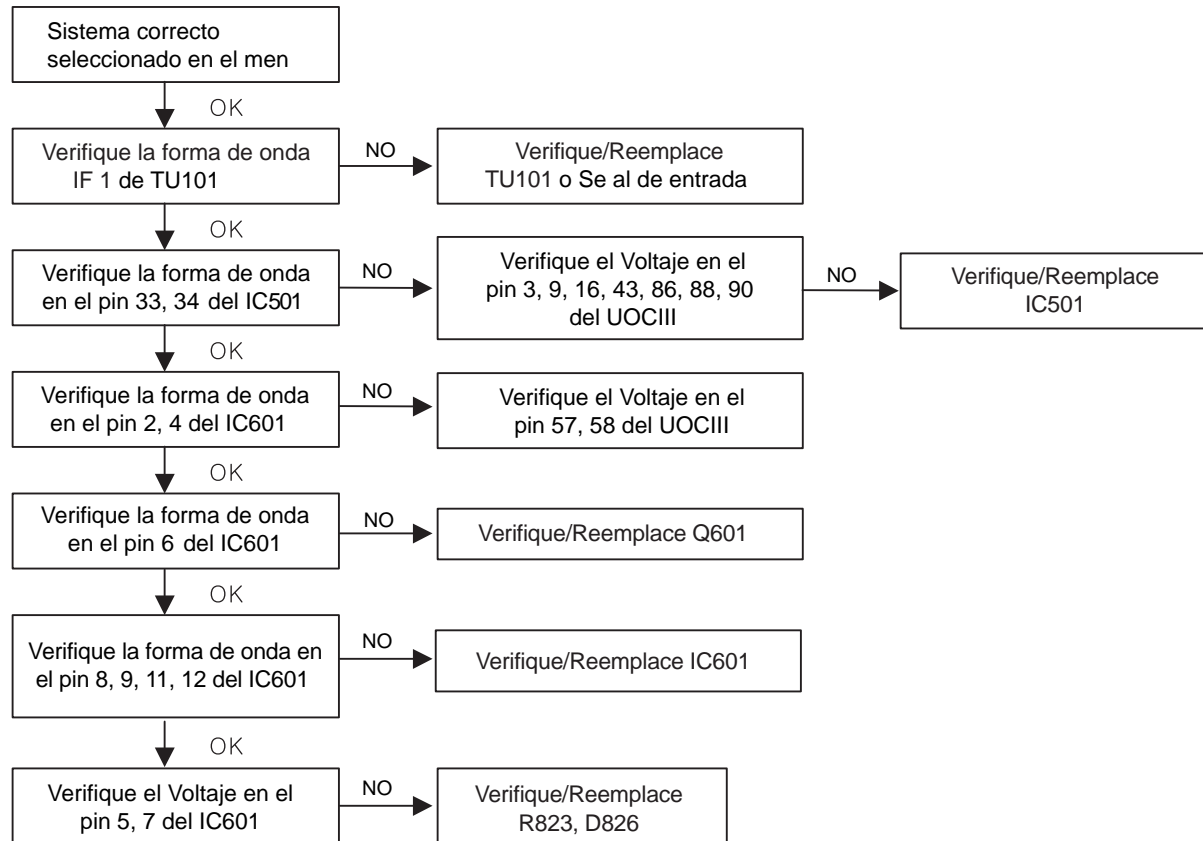 Sistema correcto
seleccionado en el men
OK
Verifique la forma de onda
IF 1 de TU101
NO
Verifique/Reemplace
TU101 o Se al de entrada
OK
Verifique la forma de onda
en el pin 33, 34 del IC501
NO
Verifique el Voltaje en el
pin 3, 9, 16, 43, 86, 88, 90
del UOCIII
NO
Verifique/Reemplace
IC501
OK
Verifique la forma de onda
en el pin 2, 4 del IC601
NO
Verifique el Voltaje en el
pin 57, 58 del UOCIII
OK
Verifique la forma de onda
en el pin 6 del IC601
NO
Verifique/Reemplace Q601
OK
Verifique la forma de onda en
el pin 8, 9, 11, 12 del IC601
NO
Verifique/Reemplace IC601
OK
Verifique el Voltaje en el
pin 5, 7 del IC601
NO
Verifique/Reemplace
R823, D826